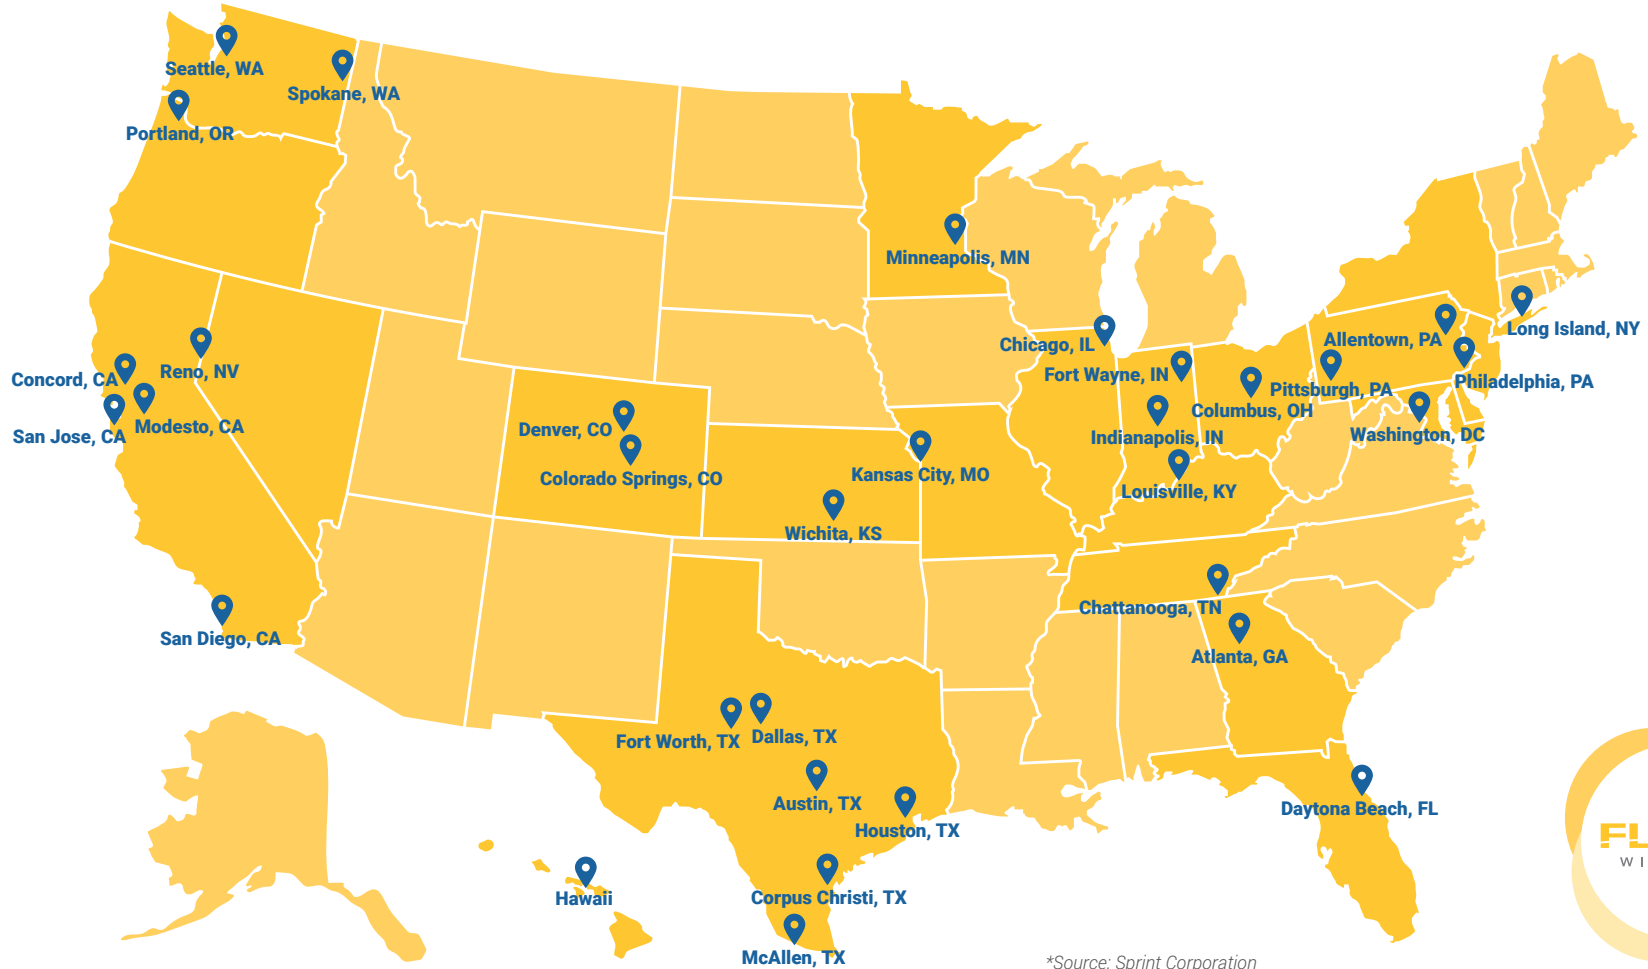 Seattle, WA
Spokane, WA
Portland, OR
Minneapolis, MN
Long Island, NY
Chicago, IL
Allentown, PA
Reno, NV
Concord, CA
Fort Wayne, IN
Pittsburgh, PA
Philadelphia, PA
Columbus, OH
Modesto, CA
San Jose, CA
Denver, CO
Indianapolis, IN
Washington, DC
Colorado Springs, CO
Kansas City, MO
Louisville, KY
Wichita, KS
Chattanooga, TN
San Diego, CA
Atlanta, GA
Fort Worth, TX
Dallas, TX
Austin, TX
Daytona Beach, FL
Houston, TX
Hawaii
Corpus Christi, TX
McAllen, TX
*Source: Sprint Corporation